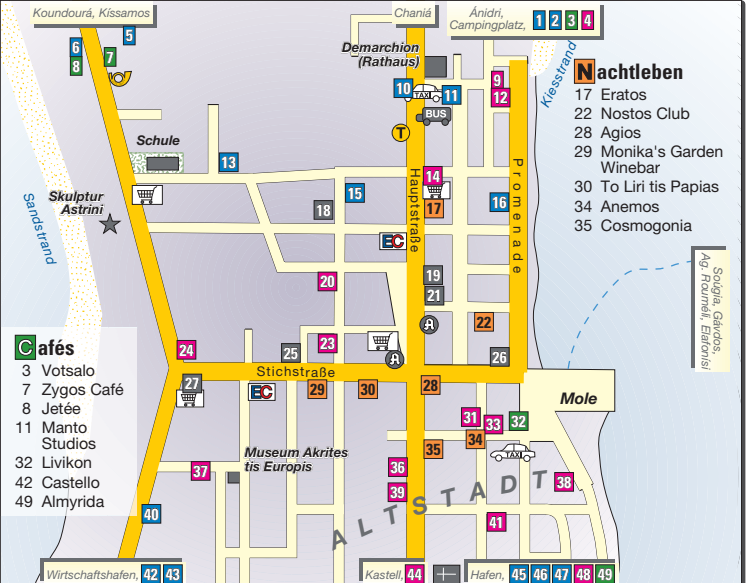 Koundourá, Kíssamos
Chaniá
Ánidri,
Campingplatz, 1 2 3 4
5
6
7
8
Demarchion
(Rathaus)
Kiesstrand
Nachtleben
17 Eratos
22 Nostos Club
28 Agios
29 Monika's Garden
Winebar
30 To Liri tis Papias
34 Anemos
35 Cosmogonia
9
10
TAXI
11
12
BUS
T
Schule
13
14
Hauptstraße
Promenade
Skulptur
Astrini
15
16
17
18
Sandstrand
EC
19
20
21
22
Soúgia, Gávdos,
Ag. Rouméli, Elafonísi
Cafés
3 Votsalo
7 Zygos Café
8 Jetée
11 Manto
Studios
32 Livikon
42 Castello
49 Almyrida
23
24
25
26
A
A
Stichstraße
27
EC
29
30
28
Mole
31
33
32
34
TAXI
35
Museum Akrites
tis Europis
36
37
38
39
ALTSTADT
40
41
Wirtschaftshafen, 42 43
Kastell, 44
Hafen, 45 46 47 48 49